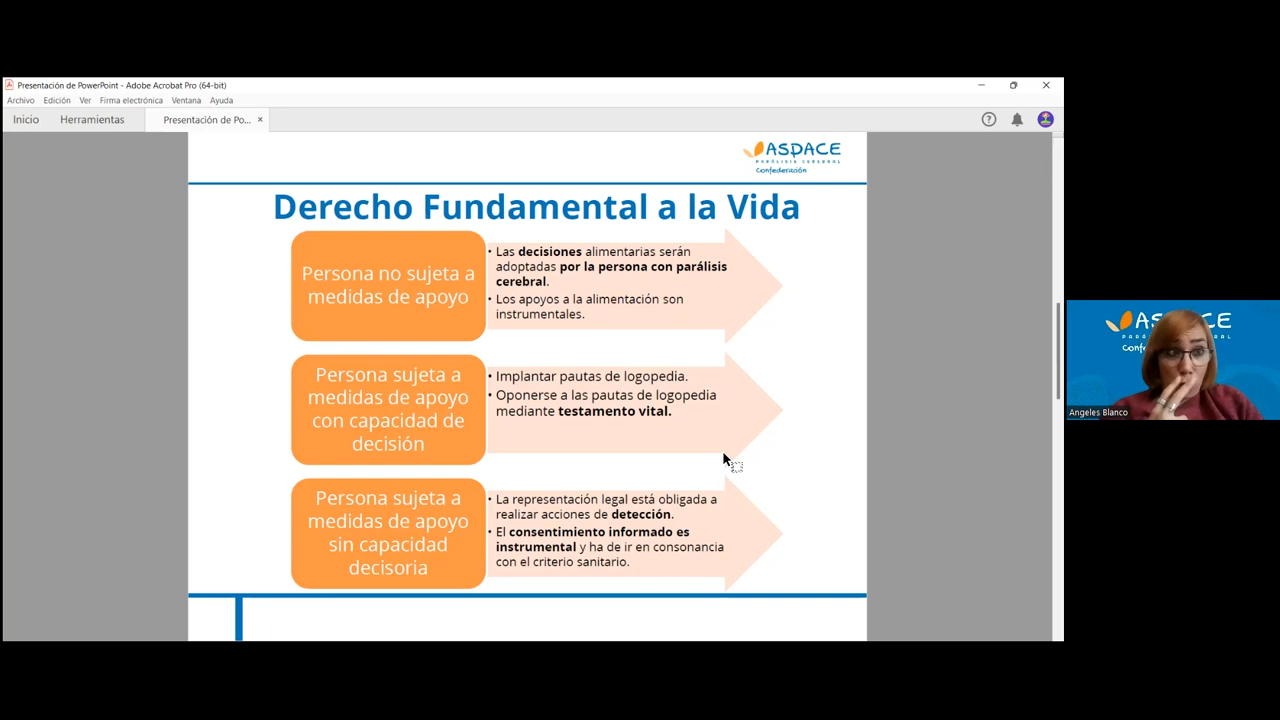 Presentación de PowerPoint - Adobe Acrobat Pro (64-bit)
Archivo Edición Ver Firma electrónica Ventana Ayuda
Inicio Herramientas Presentación de Po... ×
ASPACE
PARÁLISIS CEREBRAL
Confederación
Derecho Fundamental a la Vida
Persona no sujeta a
medidas de apoyo
• Las decisiones alimentarias serán
adoptadas por la persona con parálisis
cerebral.
• Los apoyos a la alimentación son
instrumentales.
Persona sujeta a
medidas de apoyo
con capacidad de
decisión
• Implantar pautas de logopedia.
• Oponerse a las pautas de logopedia
mediante testamento vital.
Persona sujeta a
medidas de apoyo
sin capacidad
decisoria
• La representación legal está obligada a
realizar acciones de detección.
• El consentimiento informado es
instrumental y ha de ir en consonancia
con el criterio sanitario.
Angeles Blanco